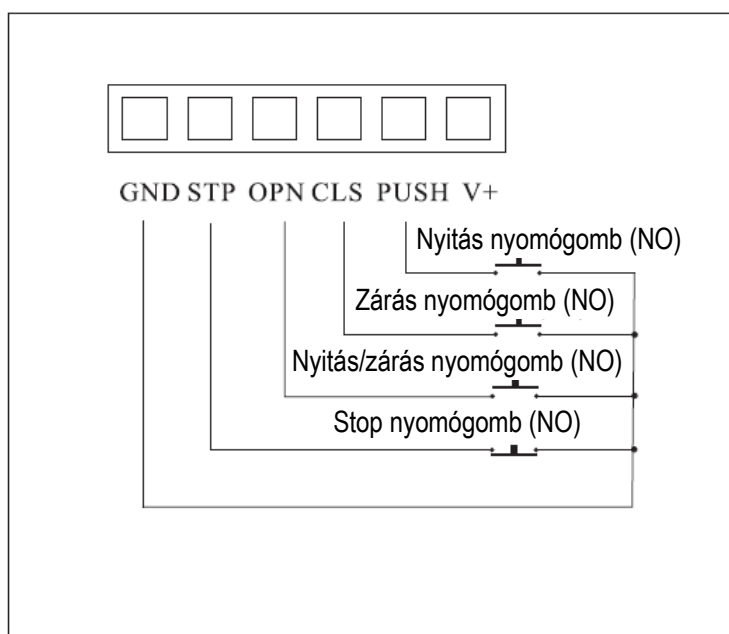 GND STP OPN CLS PUSH V+
Nyitás nyomógomb (NO)
Zárás nyomógomb (NO)
Nyitás/zárás nyomógomb (NO)
Stop nyomógomb (NO)